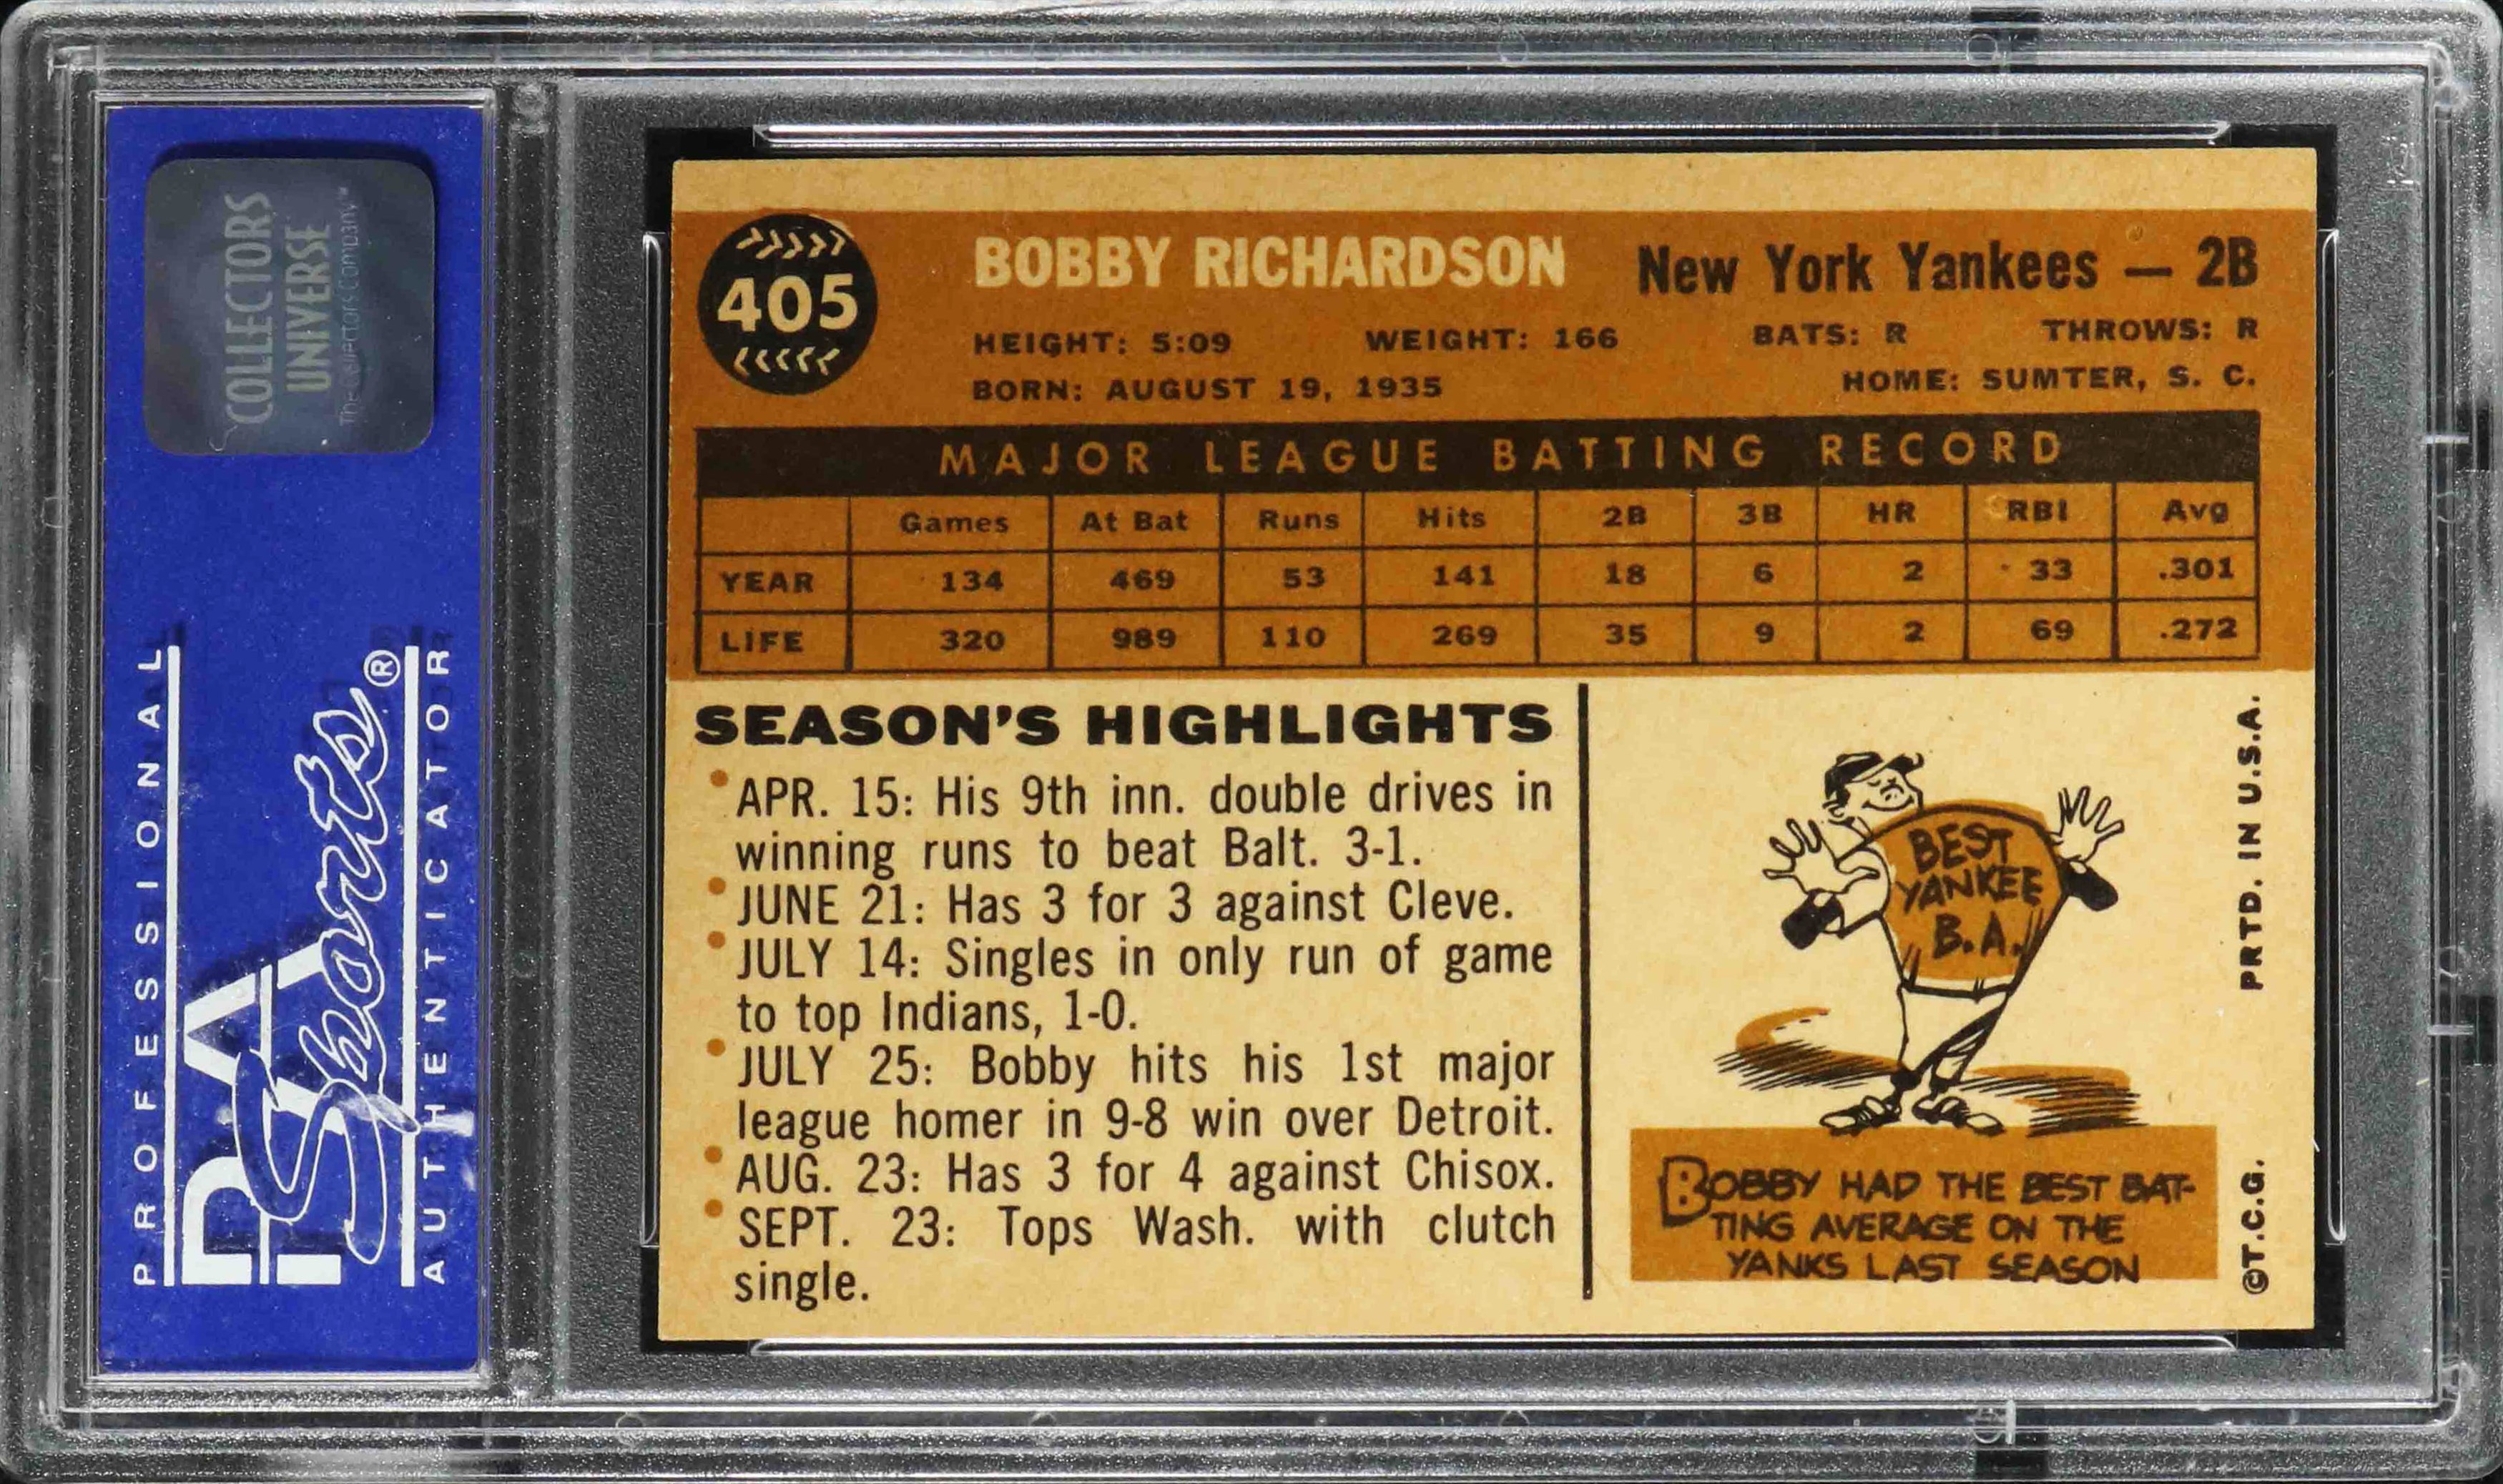 COLLECTORS
UNIVERSE
The Collectors Company™
PROFESSIONAL
PSA
Sports®
AUTHENTICATOR
405
BOBBY RICHARDSON New York Yankees — 2B
HEIGHT: 5:09 WEIGHT: 166 BATS: R THROWS: R
BORN: AUGUST 19, 1935 HOME: SUMTER, S. C.
MAJOR LEAGUE BATTING RECORD
Games At Bat Runs Hits 2B 3B HR RBI Avg
YEAR 134 469 53 141 18 6 2 33 .301
LIFE 320 989 110 269 35 9 2 69 .272
SEASON'S HIGHLIGHTS
•APR. 15: His 9th inn. double drives in
winning runs to beat Balt. 3-1.
•JUNE 21: Has 3 for 3 against Cleve.
•JULY 14: Singles in only run of game
to top Indians, 1-0.
•JULY 25: Bobby hits his 1st major
league homer in 9-8 win over Detroit.
•AUG. 23: Has 3 for 4 against Chisox.
•SEPT. 23: Tops Wash. with clutch
single.
BEST
YANKEE
B.A.
BOBBY HAD THE BEST BAT-
TING AVERAGE ON THE
YANKS LAST SEASON
©T.C.G. PRTD. IN U.S.A.